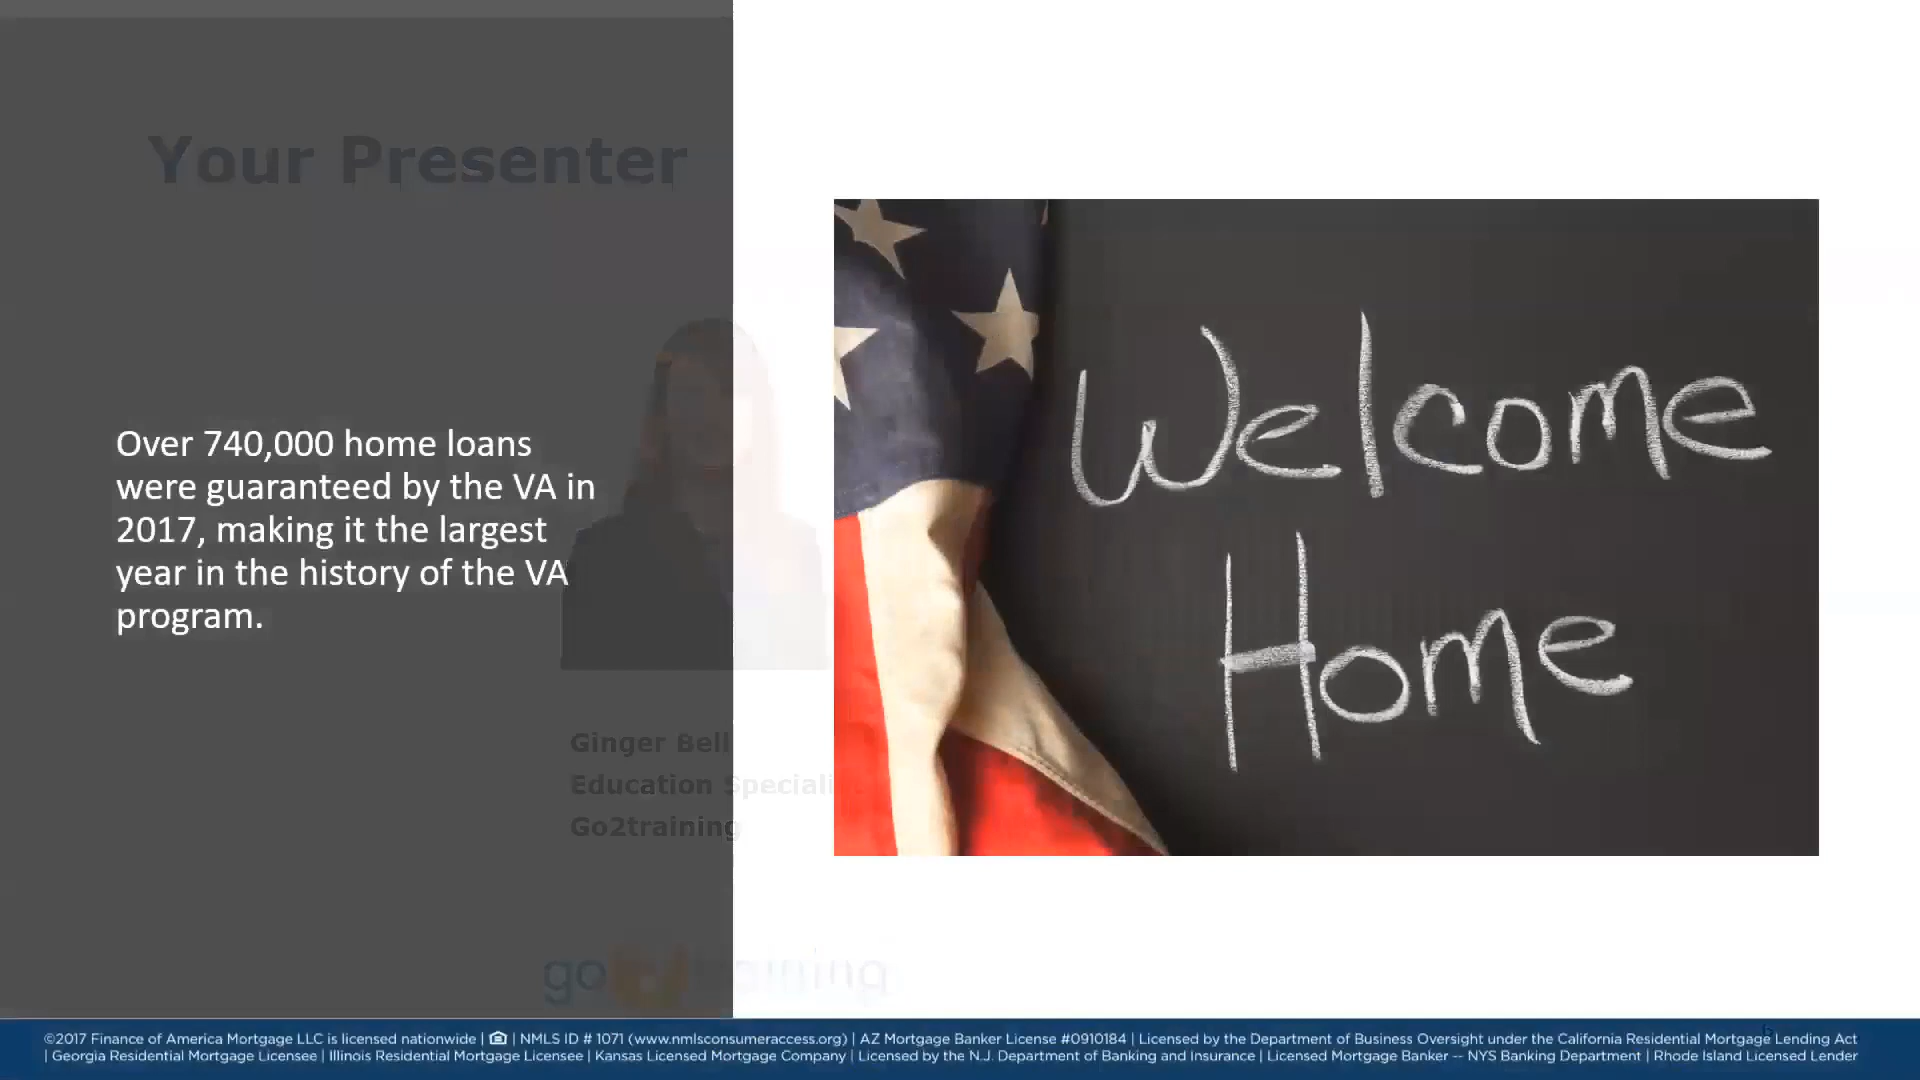 Your Presenter
Over 740,000 home loans
were guaranteed by the VA in
2017, making it the largest
year in the history of the VA
program.
Welcome
Home
Ginger Bell
Education
Go2training
go training
©2017 Finance of America Mortgage LLC is licensed nationwide | | NMLS ID # 1071 (www.nmlsconsumeraccess.org) | AZ Mortgage Banker License #0910184 | Licensed by the Department of Business Oversight under the California Residential Mortgage Lending Act
| Georgia Residential Mortgage Licensee | Illinois Residential Mortgage Licensee | Kansas Licensed Mortgage Company | Licensed by the N.J. Department of Banking and Insurance | Licensed Mortgage Banker -- NYS Banking Department | Rhode Island Licensed Lender